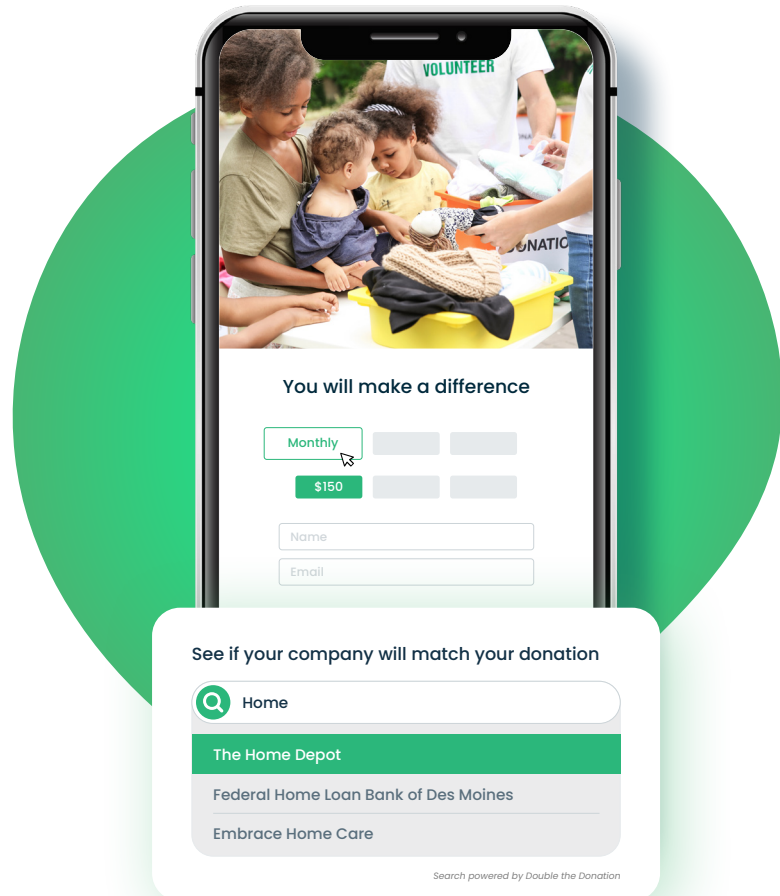 VOLUNTEER
DONATIO
You will make a difference
Monthly
$150
Name
Email
See if your company will match your donation
Home
The Home Depot
Federal Home Loan Bank of Des Moines
Embrace Home Care
Search powered by Double the Donation